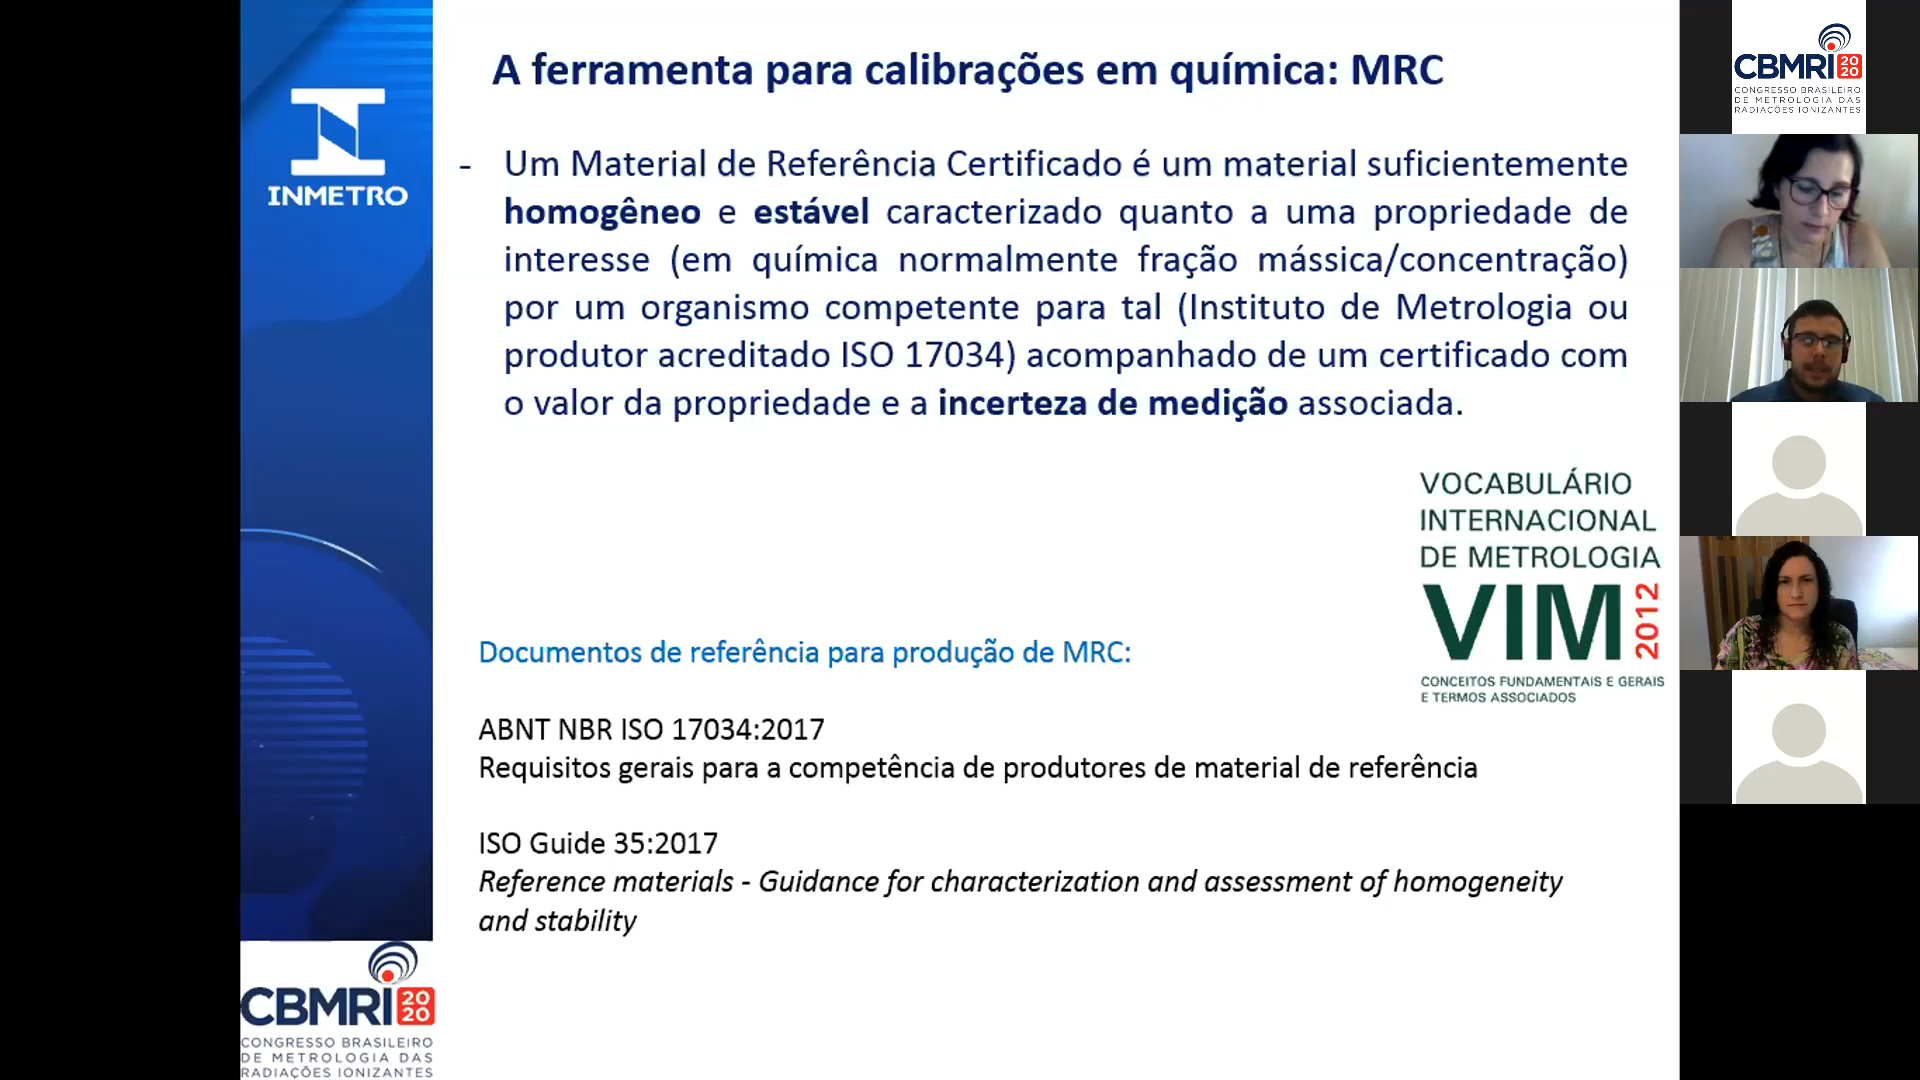 A ferramenta para calibrações em química: MRC
INMETRO
- Um Material de Referência Certificado é um material suficientemente
homogêneo e estável caracterizado quanto a uma propriedade de
interesse (em química normalmente fração mássica/concentração)
por um organismo competente para tal (Instituto de Metrologia ou
produtor acreditado ISO 17034) acompanhado de um certificado com
o valor da propriedade e a incerteza de medição associada.
VOCABULÁRIO
INTERNACIONAL
DE METROLOGIA
VIM 2012
CONCEITOS FUNDAMENTAIS E GERAIS
E TERMOS ASSOCIADOS
Documentos de referência para produção de MRC:
ABNT NBR ISO 17034:2017
Requisitos gerais para a competência de produtores de material de referência
ISO Guide 35:2017
Reference materials - Guidance for characterization and assessment of homogeneity
and stability
CBMRI 2020
CONGRESSO BRASILEIRO
DE METROLOGIA DAS
RADIAÇÕES IONIZANTES
CBMRI 2020
CONGRESSO BRASILEIRO
DE METROLOGIA DAS
RADIAÇÕES IONIZANTES